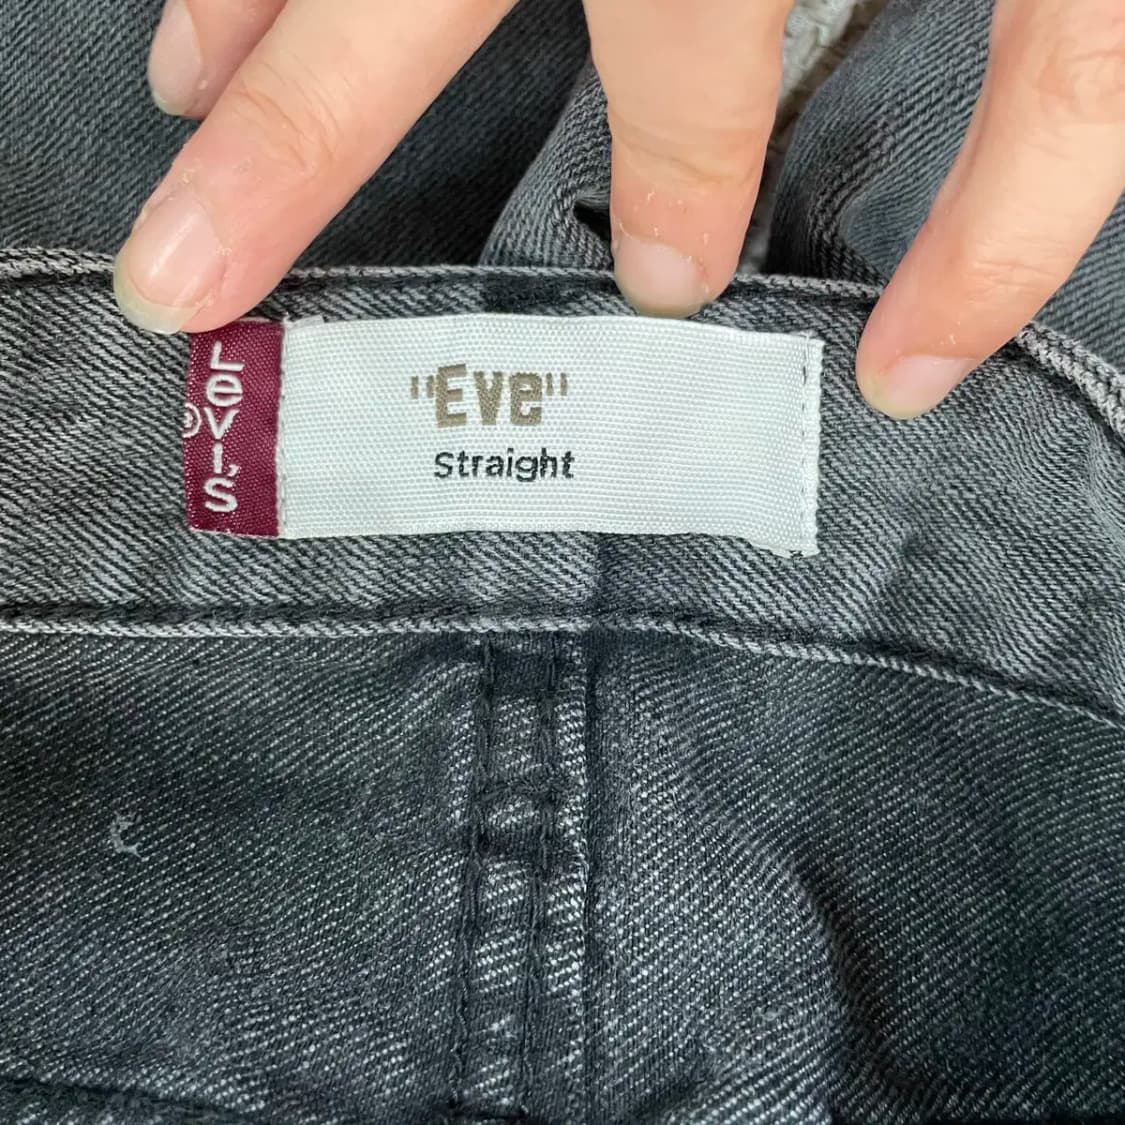 LeVI'S
®
"Eve"
Straight